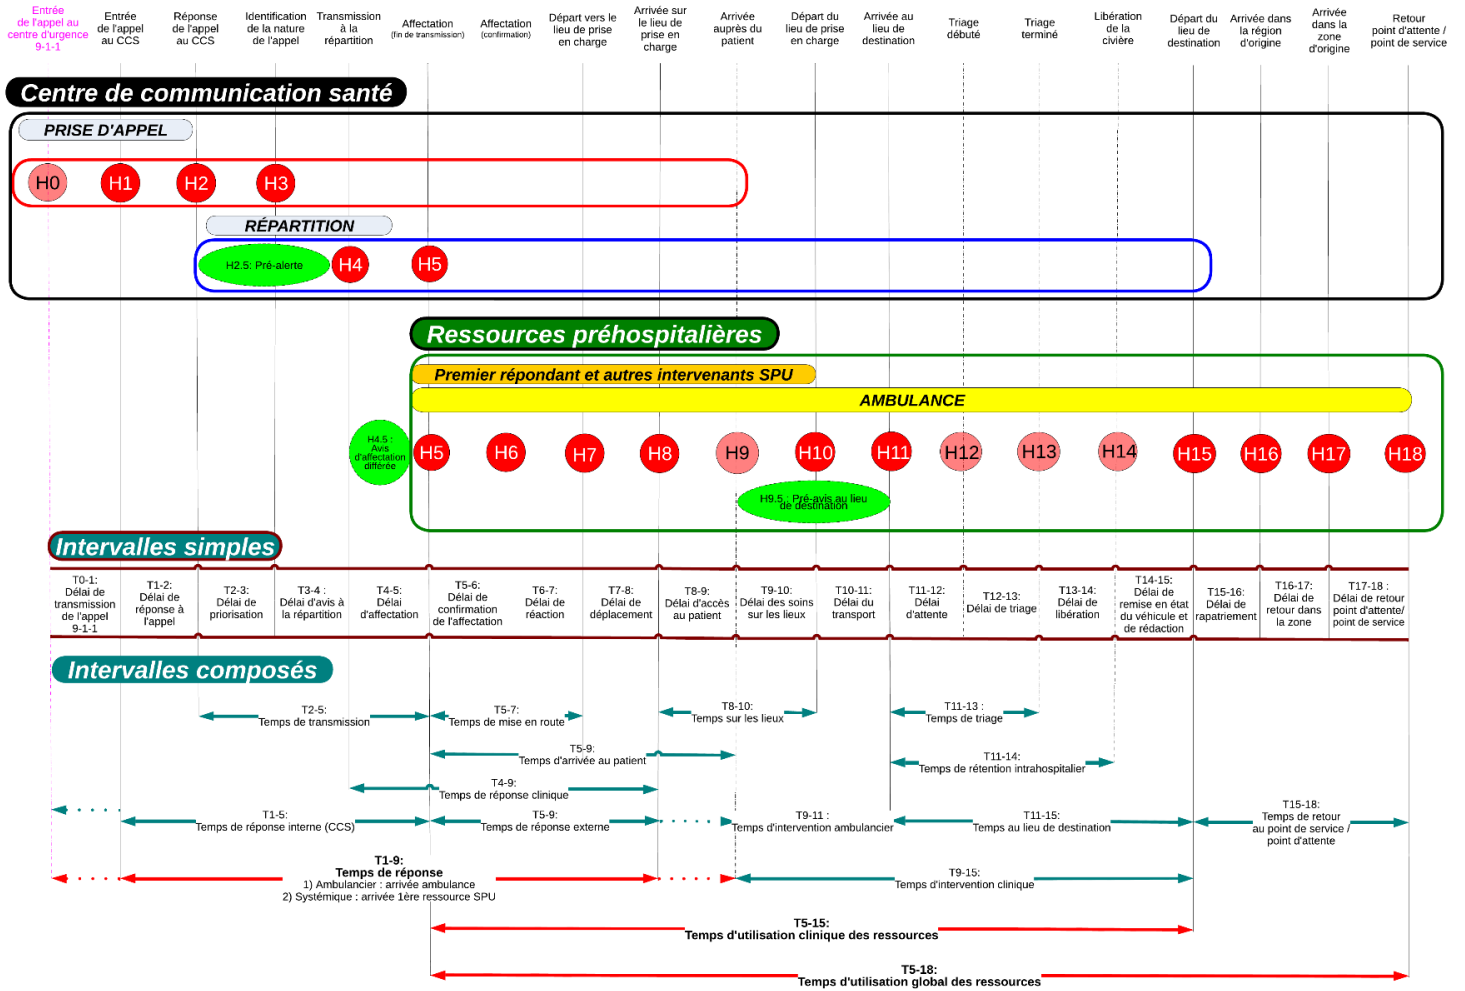 Entrée
de l'appel au
centre d'urgence
9-1-1
Entrée
de l'appel
au CCS
Réponse
de l'appel
au CCS
Identification
de la nature
de l'appel
Transmission
à la
répartition
Affectation
(fin de transmission)
Affectation
(confirmation)
Départ vers le
lieu de prise
en charge
Arrivée sur
le lieu de
prise en
charge
Arrivée
auprès du
patient
Départ du
lieu de prise
en charge
Arrivée au
lieu de
destination
Triage
débuté
Triage
terminé
Libération
de la
civière
Départ du
lieu de
destination
Arrivée dans
la région
d'origine
Arrivée
dans la
zone
d'origine
Retour
point d'attente /
point de service
Centre de communication santé
PRISE D'APPEL
H0
H1
H2
H3
RÉPARTITION
H2.5: Pré-alerte
H4
H5
Ressources préhospitalières
Premier répondant et autres intervenants SPU
AMBULANCE
H4.5 :
Avis
d'affectation
différée
H5
H6
H7
H8
H9
H10
H11
H12
H13
H14
H15
H16
H17
H18
H9.5 : Pré-avis au lieu
de destination
Intervalles simples
T0-1:
Délai de
transmission
de l'appel
9-1-1
T1-2:
Délai de
réponse à
l'appel
T2-3:
Délai de
priorisation
T3-4 :
Délai d'avis à
la répartition
T4-5:
Délai
d'affectation
T5-6:
Délai de
confirmation
de l'affectation
T6-7:
Délai de
réaction
T7-8:
Délai de
déplacement
T8-9:
Délai d'accès
au patient
T9-10:
Délai des soins
sur les lieux
T10-11:
Délai du
transport
T11-12:
Délai
d'attente
T12-13:
Délai de triage
T13-14:
Délai de
libération
T14-15:
Délai de
remise en état
du véhicule et
de rédaction
T15-16:
Délai de
rapatriement
T16-17:
Délai de
retour dans
la zone
T17-18 :
Délai de retour
point d'attente/
point de service
Intervalles composés
T2-5:
Temps de transmission
T5-7:
Temps de mise en route
T8-10:
Temps sur les lieux
T11-13 :
Temps de triage
T5-9:
Temps d'arrivée au patient
T11-14:
Temps de rétention intrahospitalier
T4-9:
Temps de réponse clinique
T1-5:
Temps de réponse interne (CCS)
T5-9:
Temps de réponse externe
T9-11 :
Temps d'intervention ambulancier
T11-15:
Temps au lieu de destination
T15-18:
Temps de retour
au point de service /
point d'attente
T1-9:
Temps de réponse
1) Ambulancier : arrivée ambulance
2) Systémique : arrivée 1ère ressource SPU
T9-15:
Temps d'intervention clinique
T5-15:
Temps d'utilisation clinique des ressources
T5-18:
Temps d'utilisation global des ressources